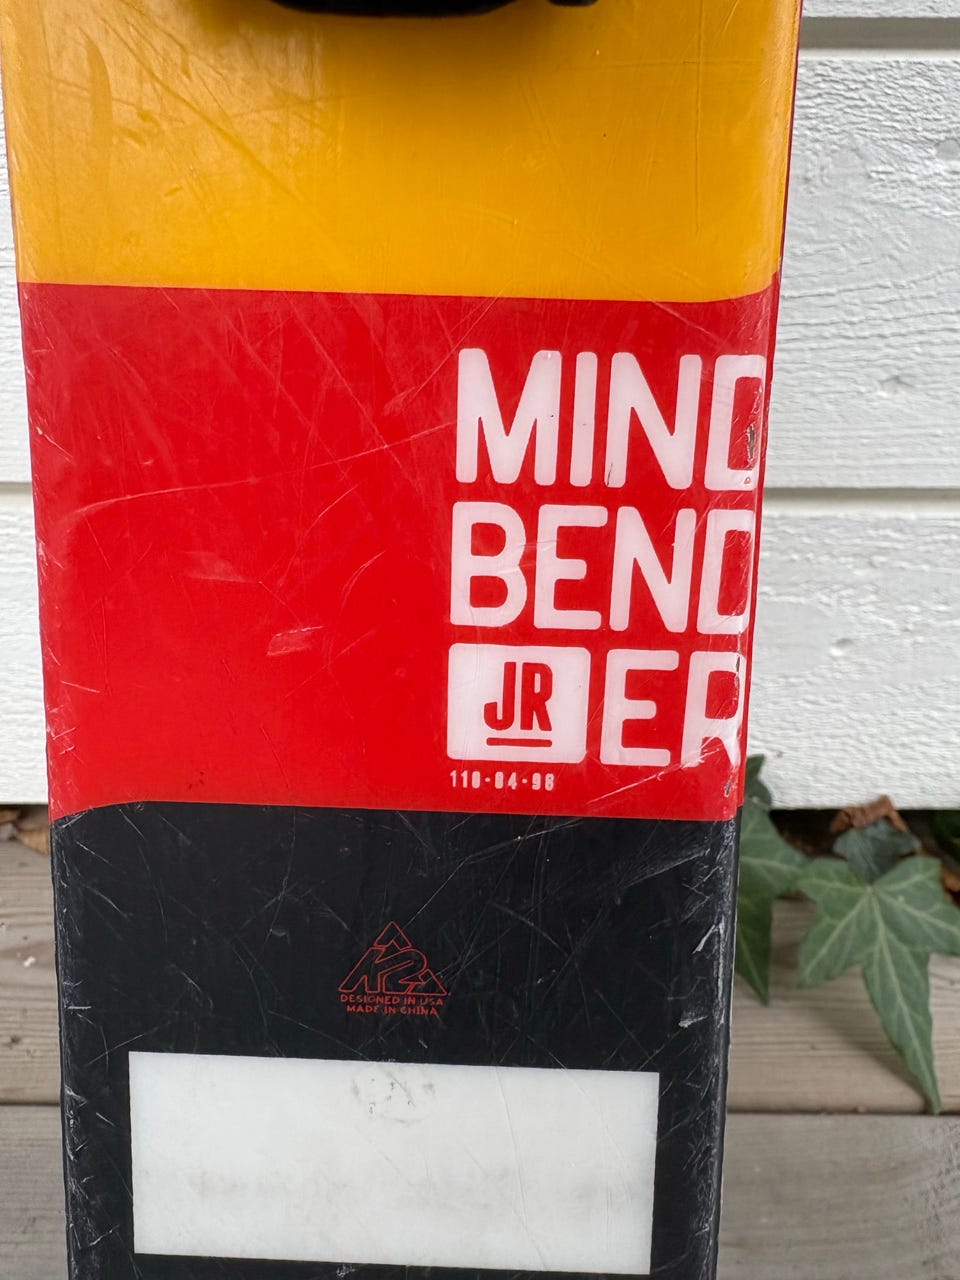 MIND
BEND
JR ER
110-84-98
K2
DESIGNED IN USA
MADE IN CHINA